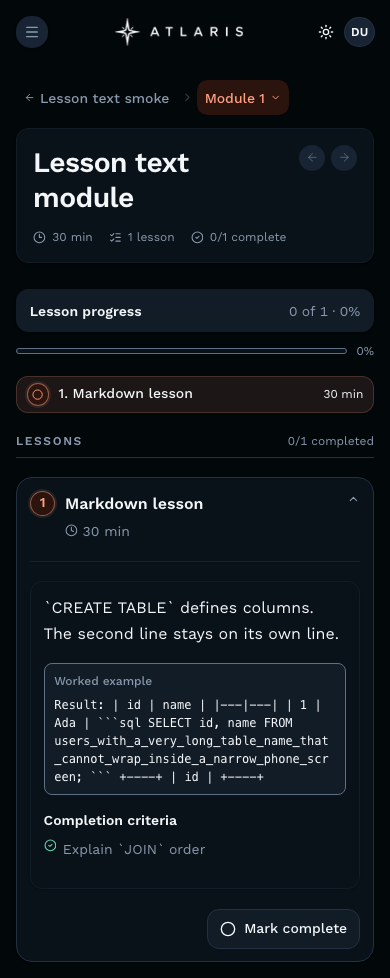 ATLARIS
DU
← Lesson text smoke
Module 1
Lesson text
module
30 min
1 lesson
0/1 complete
Lesson progress
0 of 1 · 0%
0%
1. Markdown lesson
30 min
LESSONS
0/1 completed
1
Markdown lesson
30 min
`CREATE TABLE` defines columns.
The second line stays on its own line.
Worked example
Result: | id | name | |---|---| | 1 |
Ada | ```sql SELECT id, name FROM
users_with_a_very_long_table_name_that
_cannot_wrap_inside_a_narrow_phone_scr
een; ``` +----+ | id | +----+
Completion criteria
Explain `JOIN` order
Mark complete